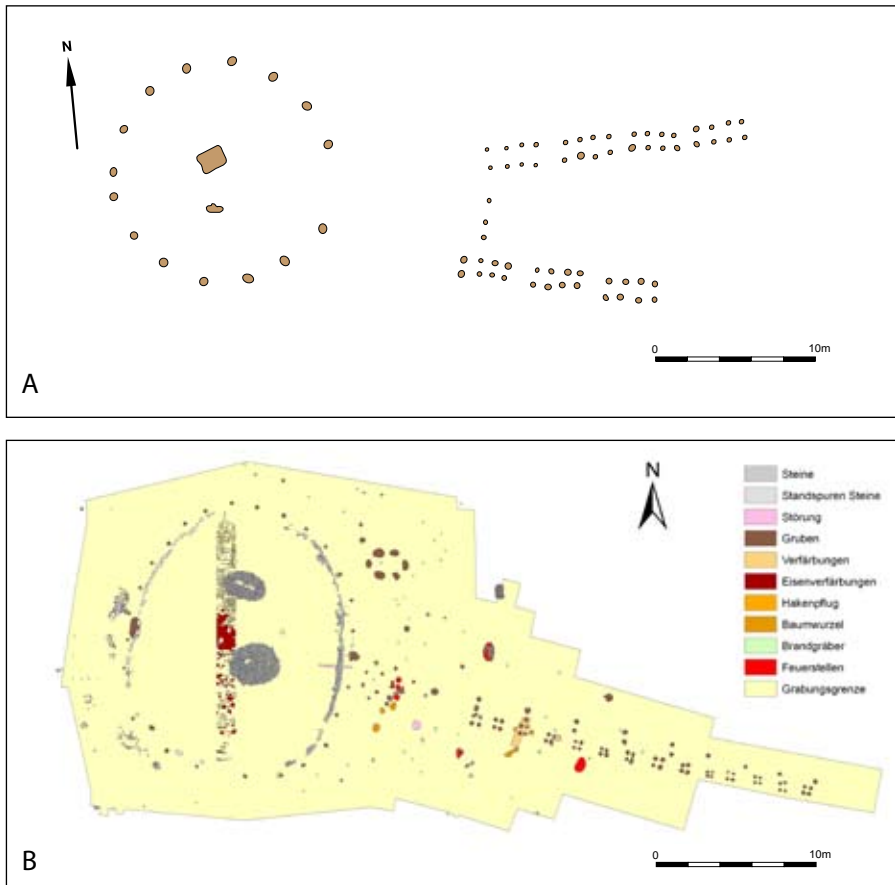 N
0 10m
A
N
Steine
Standspuren Steine
Störung
Gruben
Verfärbungen
Eisenverfärbungen
Hakenpflug
Baumwurzel
Brandgräber
Feuerstellen
Grabungsgrenze
0 10m
B